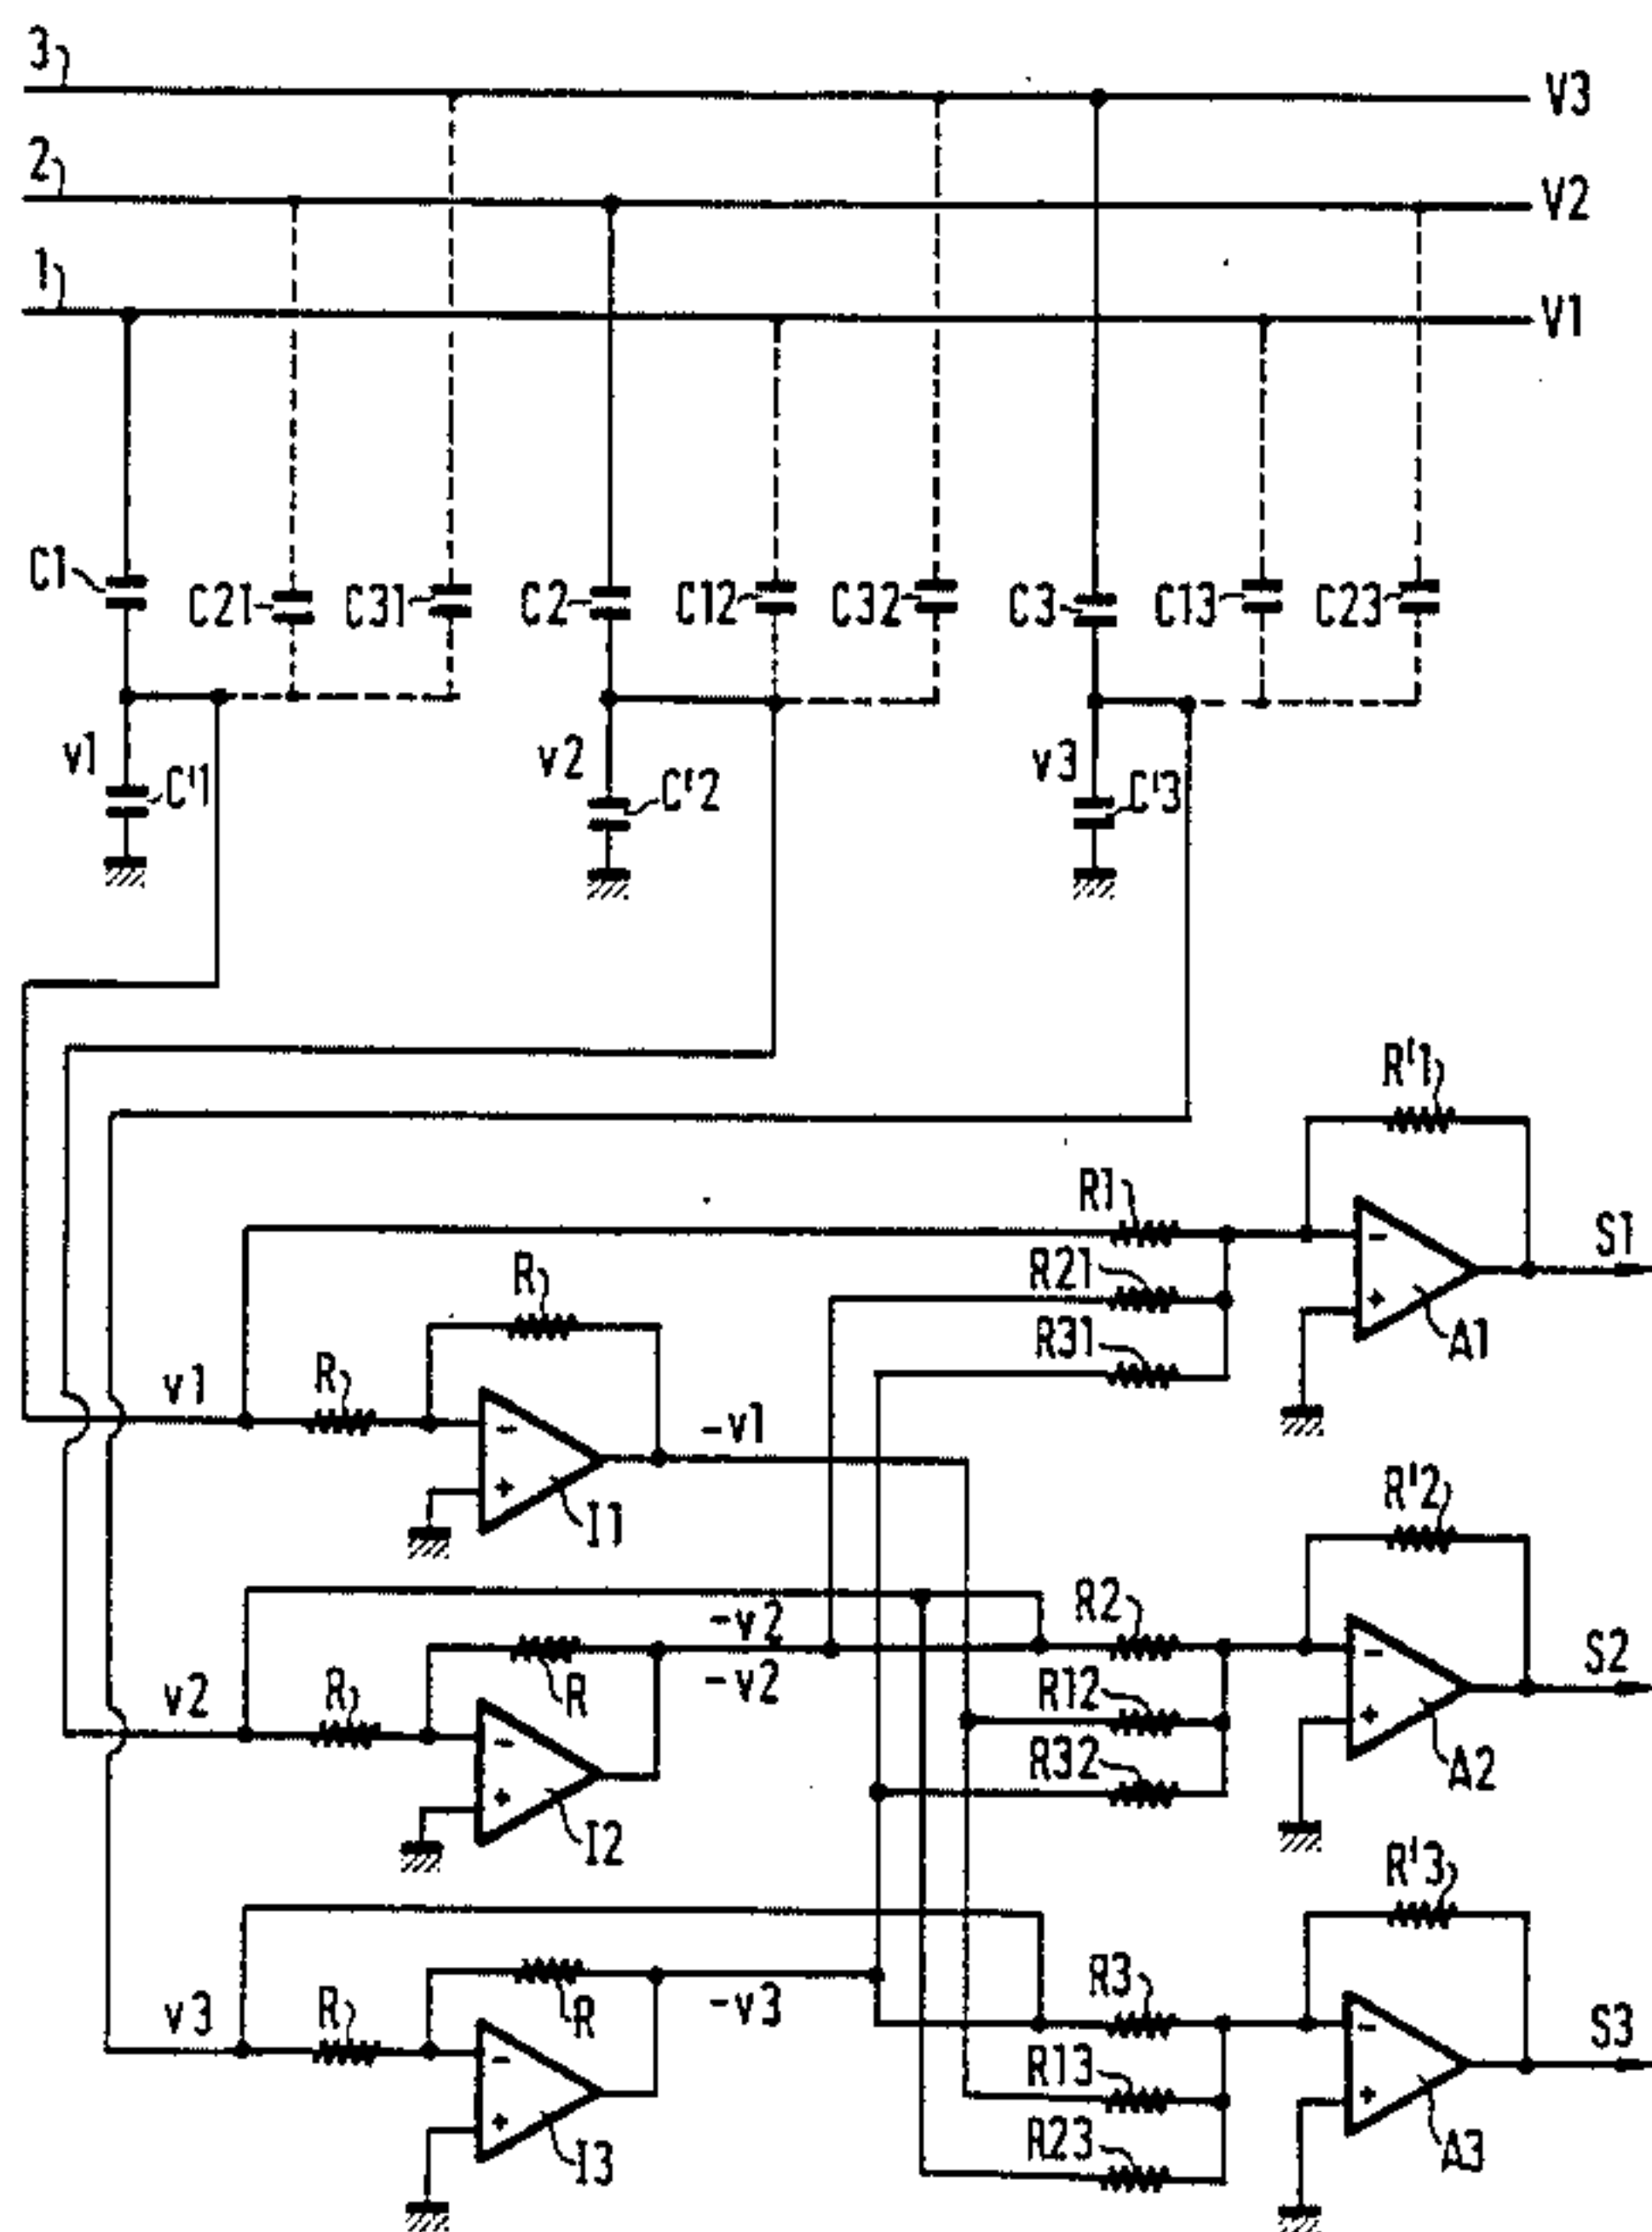 3
V3
2
V2
1
V1
C1
C21
C31
C2
C12
C32
C3
C13
C23
v1
C'1
v2
C'2
v3
C'3
R'1
R1
S1
R21
R
R31
A1
v1
R
-v1
- +
- +
I1
R'2
R2
-v2
S2
v2
R
R
-v2
R12
- +
- +
R32
A2
I2
R'3
R3
v3
R
R
-v3
S3
R13
- +
- +
R23
I3
A3